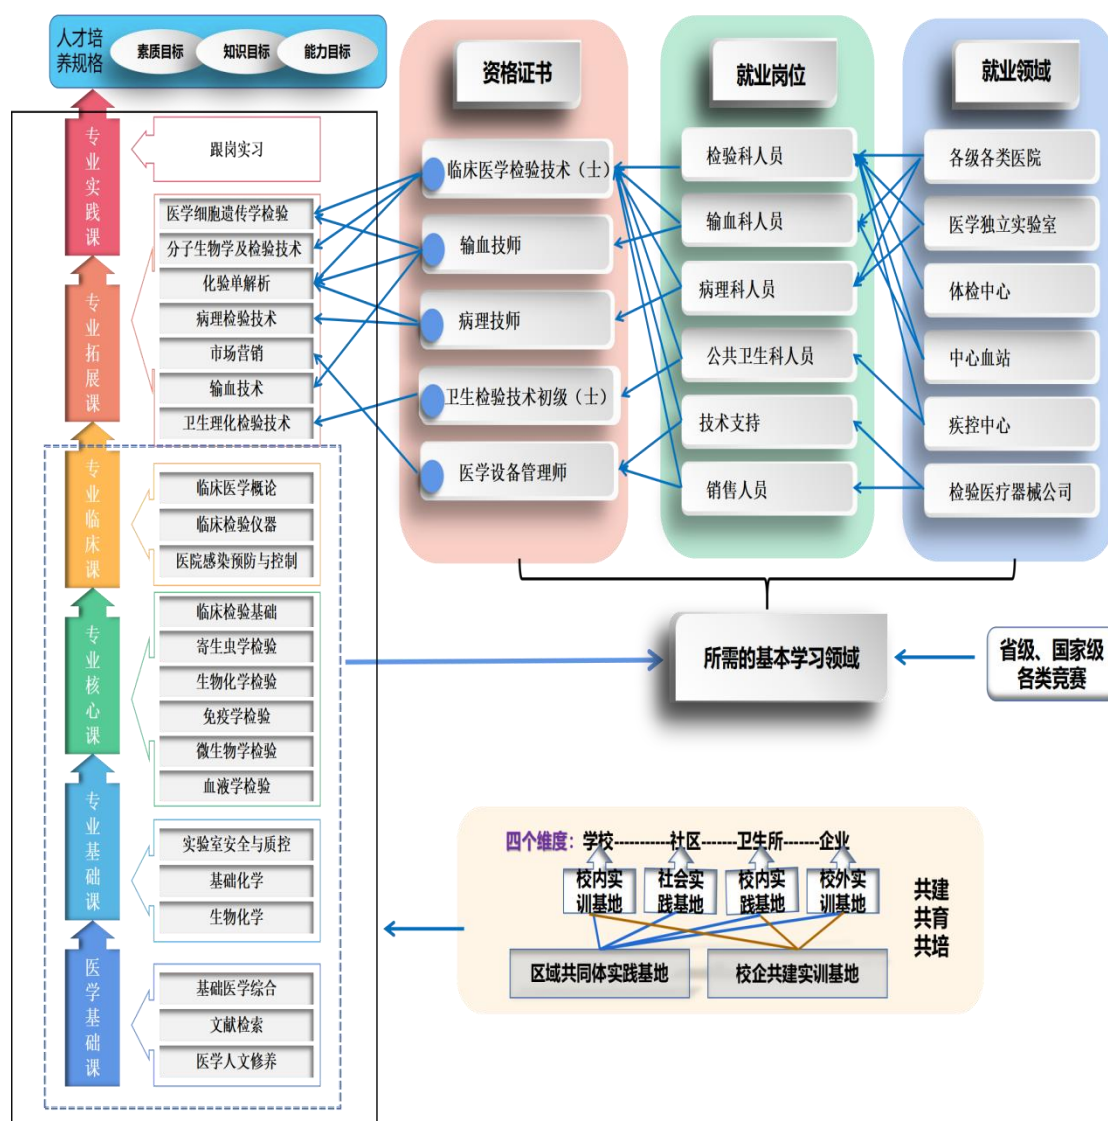 人才培
养规格
素质目标
知识目标
能力目标
专业实践课
跟岗实习
专业拓展课
医学细胞遗传学检验
分子生物学及检验技术
化验单解析
病理检验技术
市场营销
输血技术
卫生理化检验技术
专业临床课
临床医学概论
临床检验仪器
医院感染预防与控制
专业核心课
临床检验基础
寄生虫学检验
生物化学检验
免疫学检验
微生物学检验
血液学检验
专业基础课
实验室安全与质控
基础化学
生物化学
医学基础课
基础医学综合
文献检索
医学人文修养
资格证书
临床医学检验技术（士）
输血技师
病理技师
卫生检验技术初级（士）
医学设备管理师
就业岗位
检验科人员
输血科人员
病理科人员
公共卫生科人员
技术支持
销售人员
就业领域
各级各类医院
医学独立实验室
体检中心
中心血站
疾控中心
检验医疗器械公司
所需的基本学习领域
省级、国家级
各类竞赛
四个维度：学校-----------社区-------卫生所-------企业
校内实
训基地
社会实
践基地
校内实
践基地
校外实
训基地
共建
共育
共培
区域共同体实践基地
校企共建实训基地